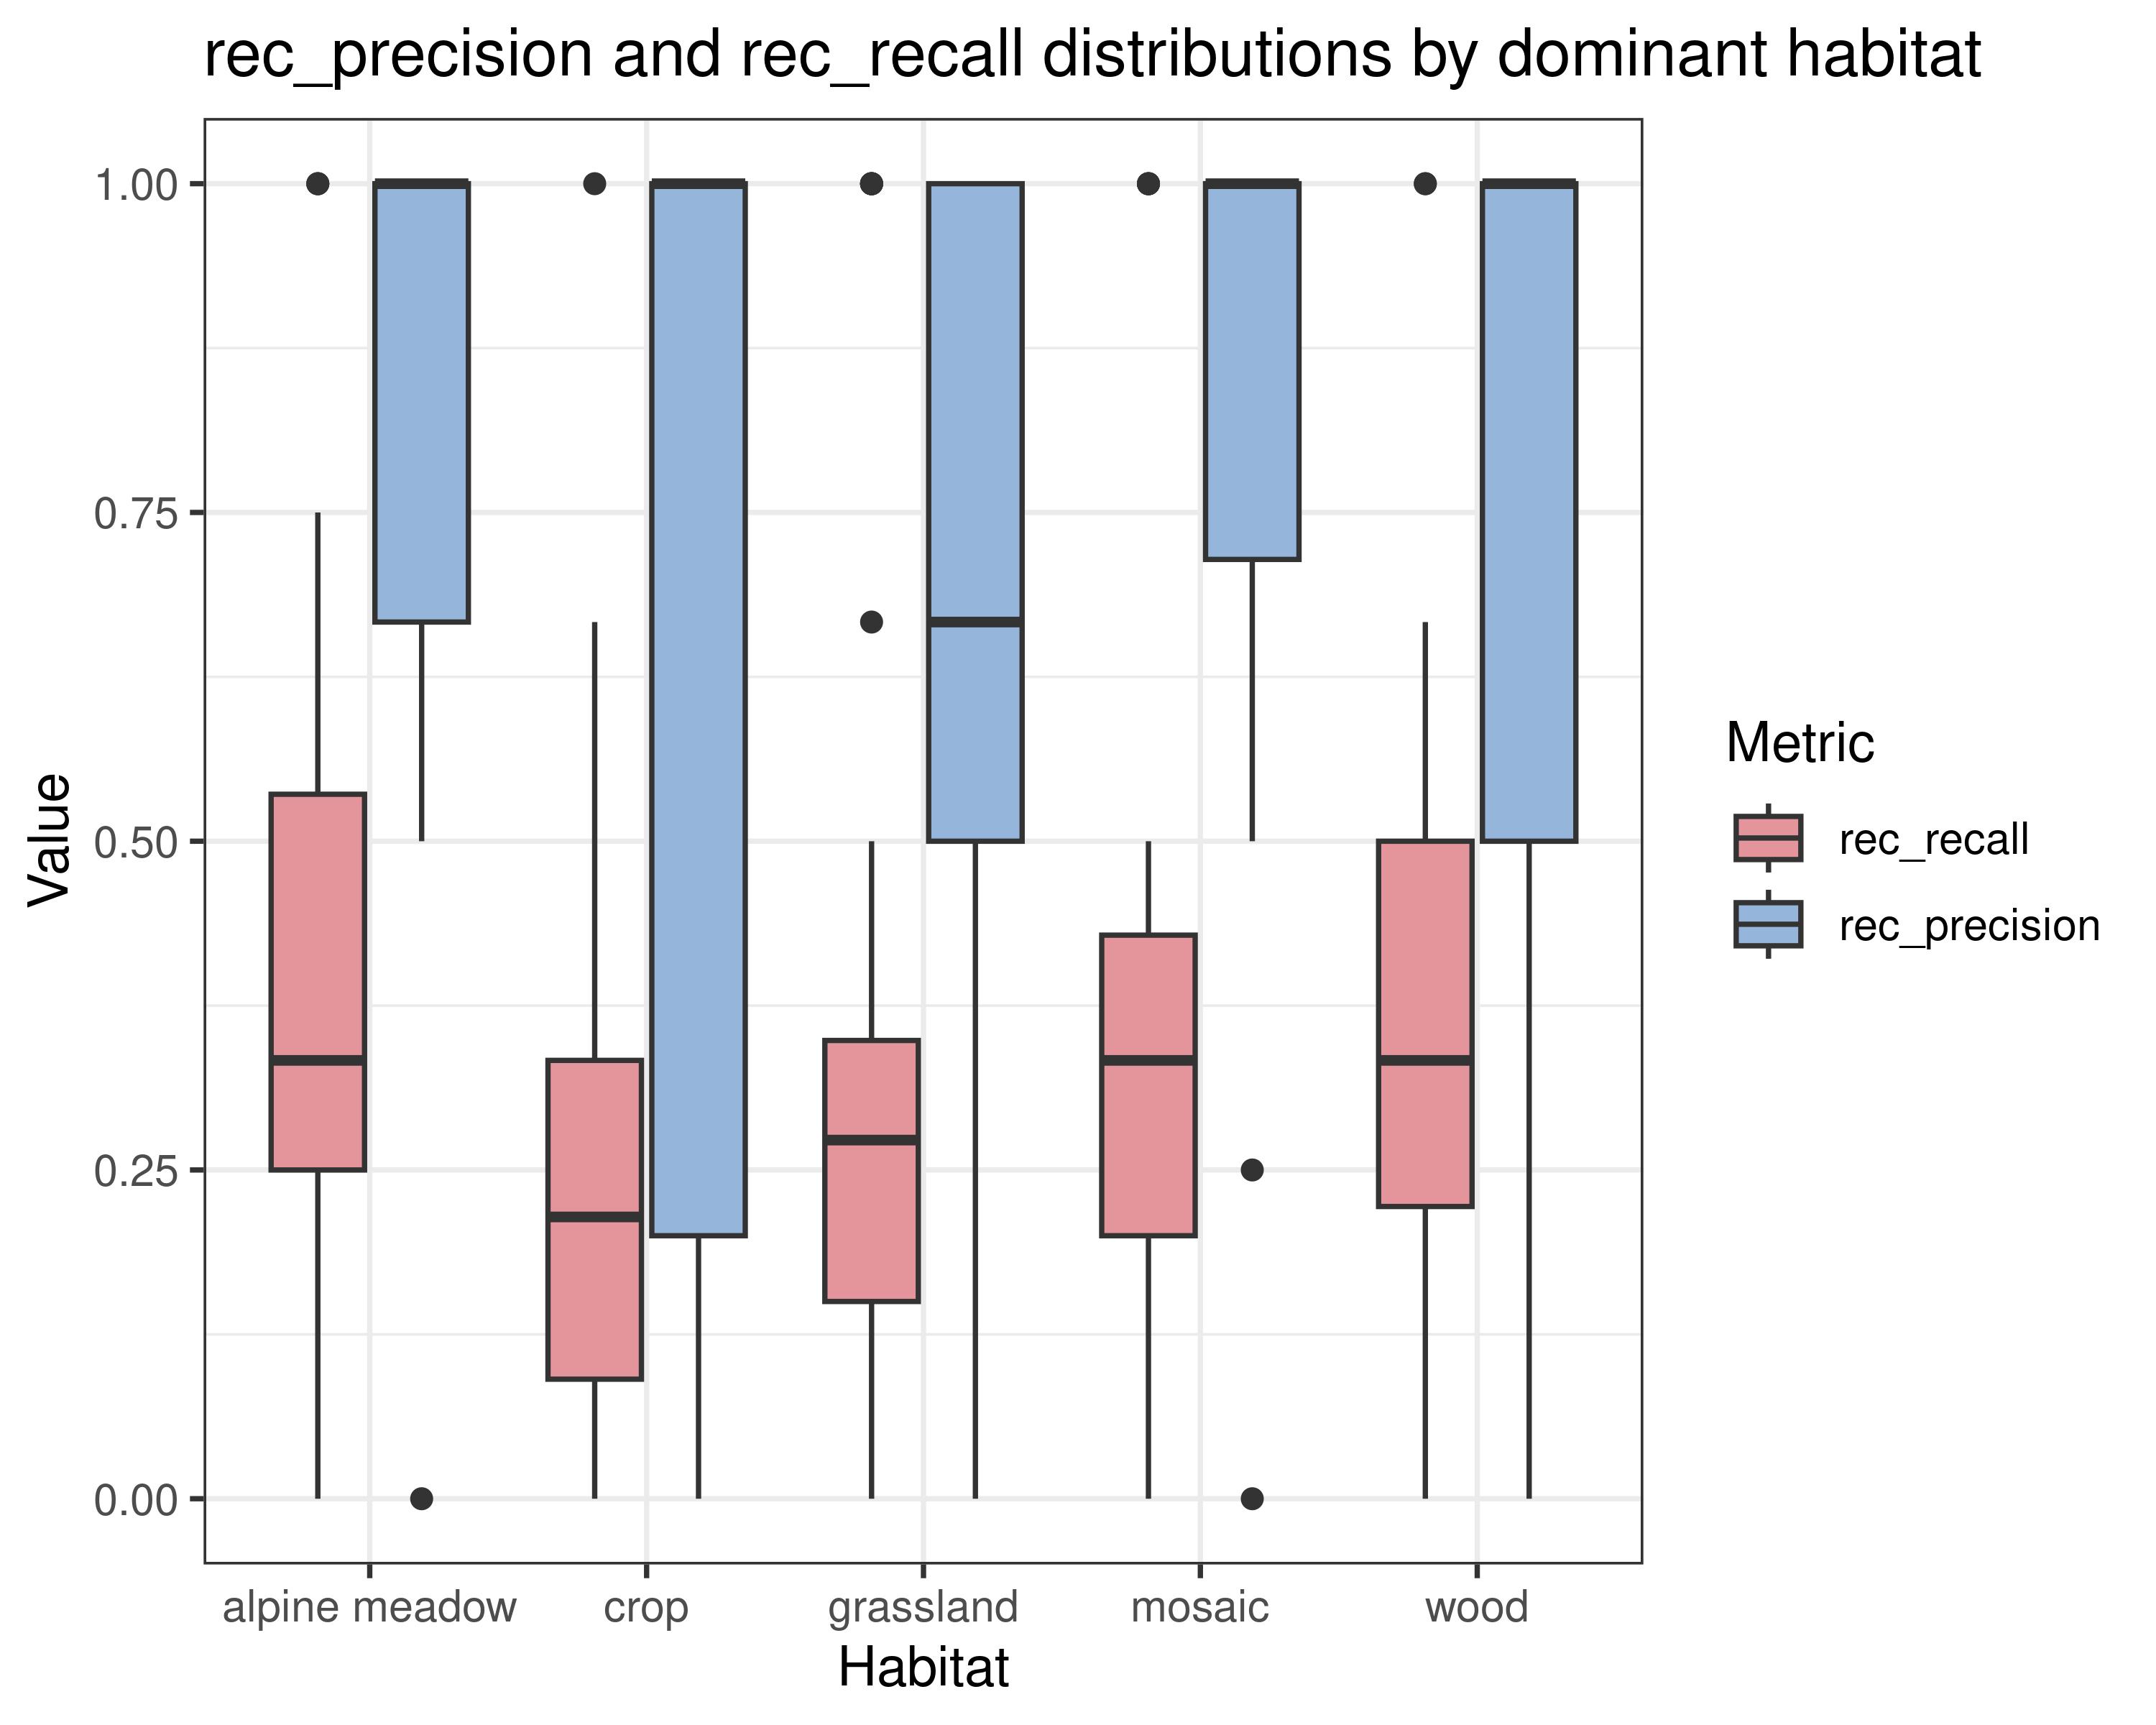 rec_precision and rec_recall distributions by dominant habitat
1.00
0.75
0.50
0.25
0.00
Value
alpine meadow
crop
grassland
mosaic
wood
Habitat
Metric
rec_recall
rec_precision